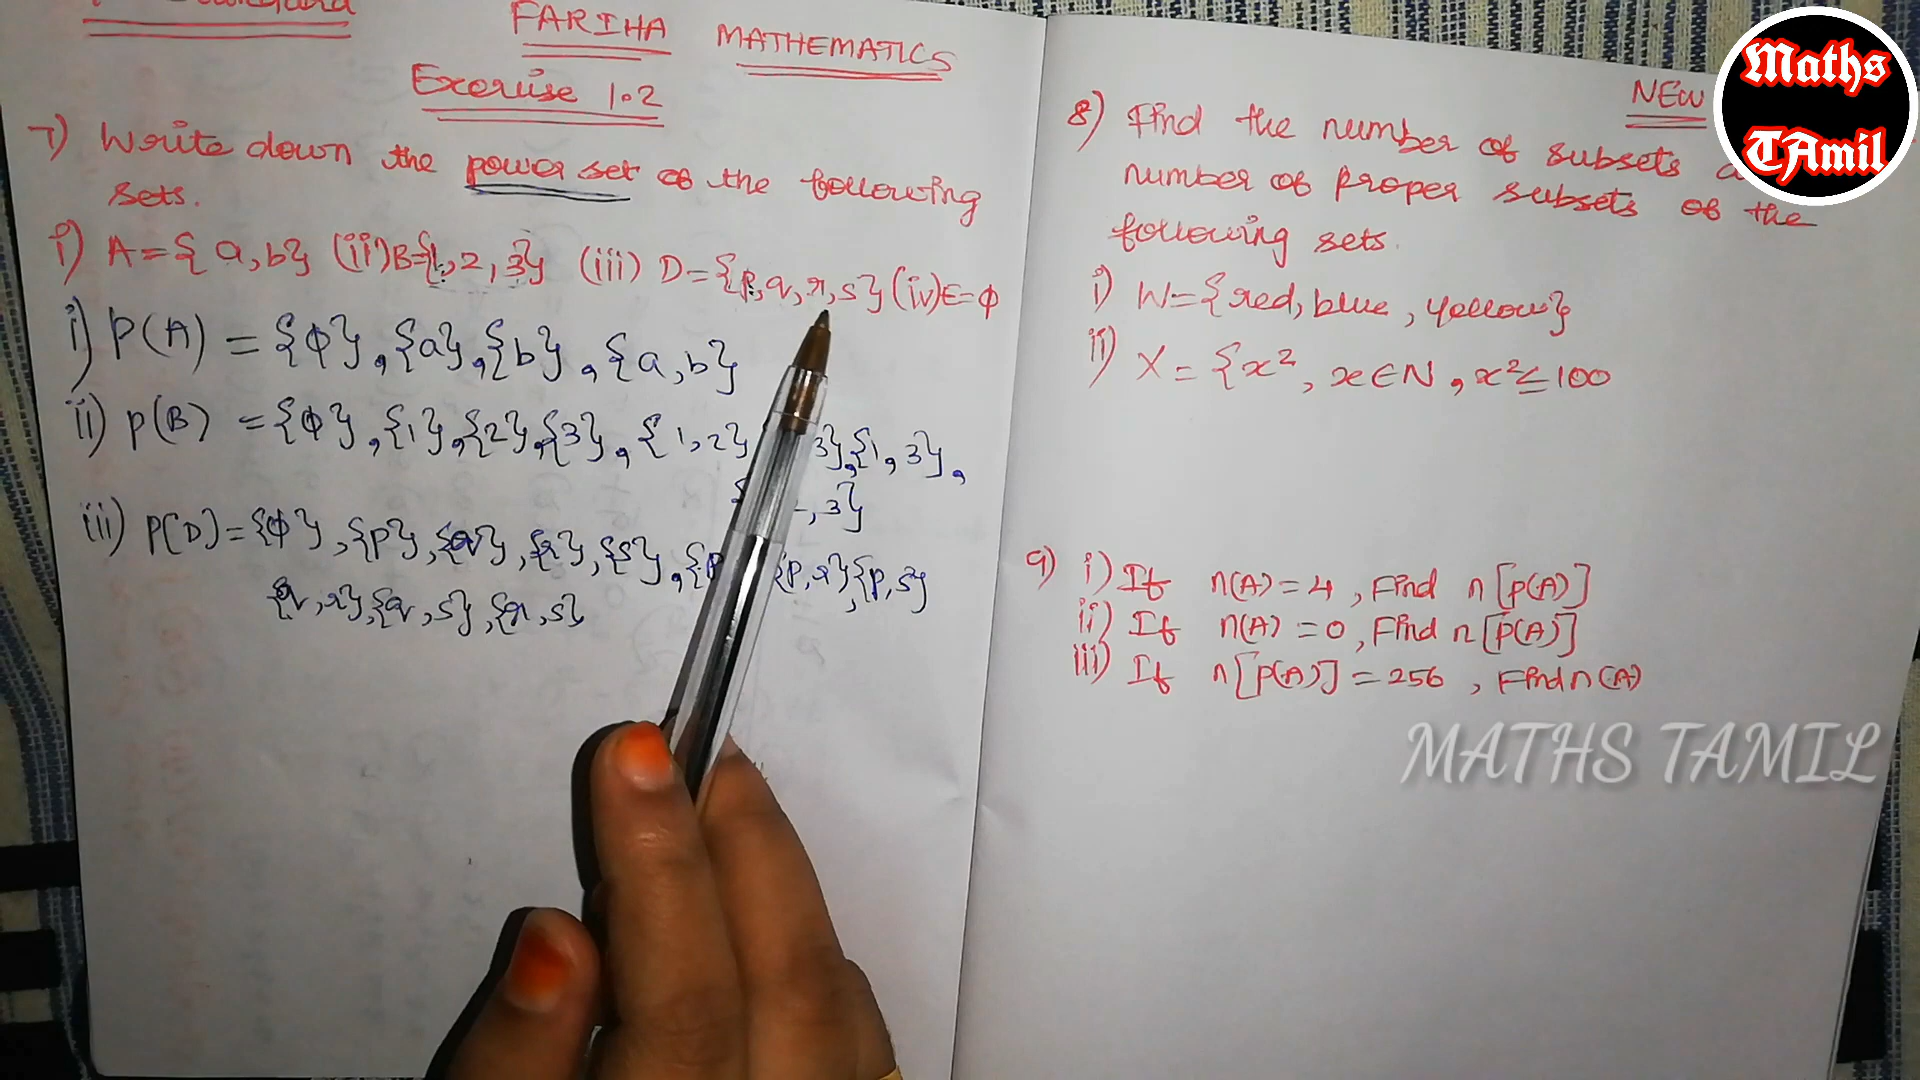 FARIHA MATHEMATICS
Exercise 1.2
7) Write down the power set of the following
sets.
i) A={a,b} (ii)B={1,2,3} (iii) D={p,q,r,s} (iv)E=ϕ
i) P(A) = {ϕ},{a},{b},{a,b}
ii) p(B) = {ϕ},{1},{2},{3},{1,2} 3},{1,3},
,3}
iii) P[D]={ϕ},{p},{q},{r},{s},{p {p,r},{p,s}
{q,r},{q,s},{r,s}
NEW
8) Find the number of subsets
number of proper subsets of the
following sets.
i) W={red,blue,yellow}
ii) X={x²,x∈N,x²≤100
9) i) If n(A)=4,Find n[p(A)]
ii) If n(A)=0,Find n[p(A)]
iii) If n[p(A)]=256,Find n(A)
Maths
TAmil
MATHS TAMIL